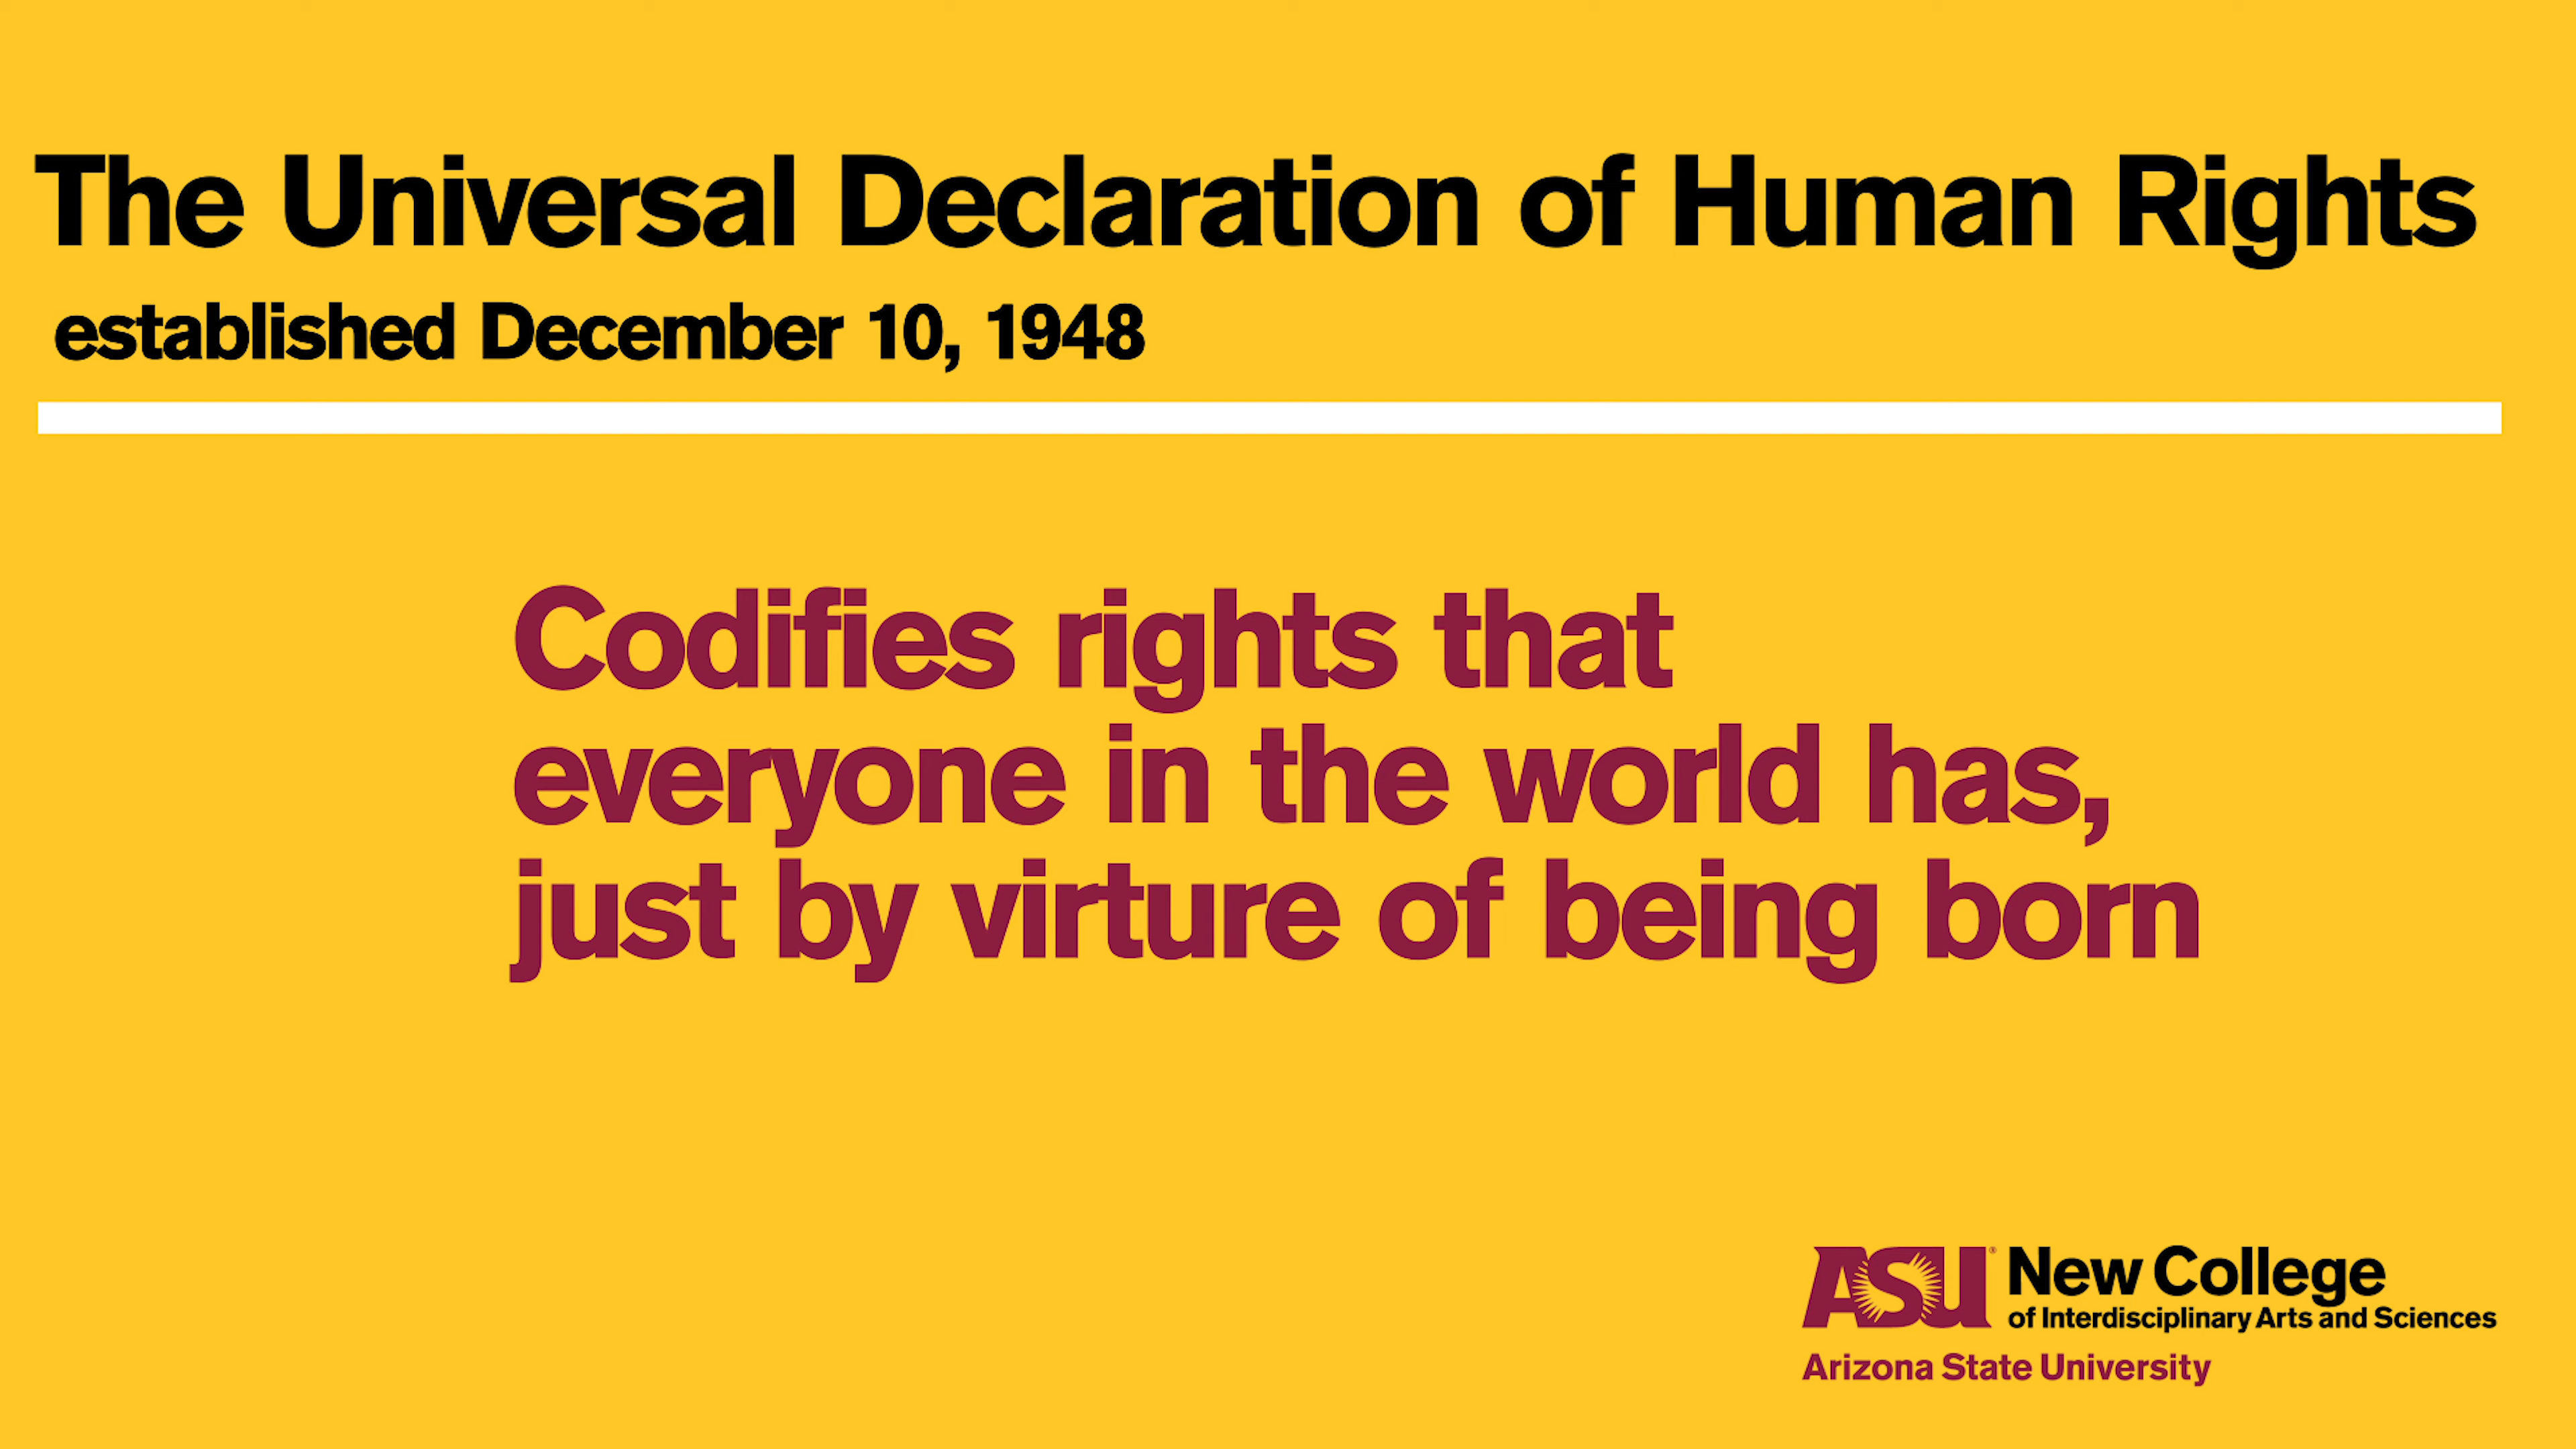 The Universal Declaration of Human Rights
established December 10, 1948
Codifies rights that
everyone in the world has,
just by virture of being born
ASU® New College
of Interdisciplinary Arts and Sciences
Arizona State University